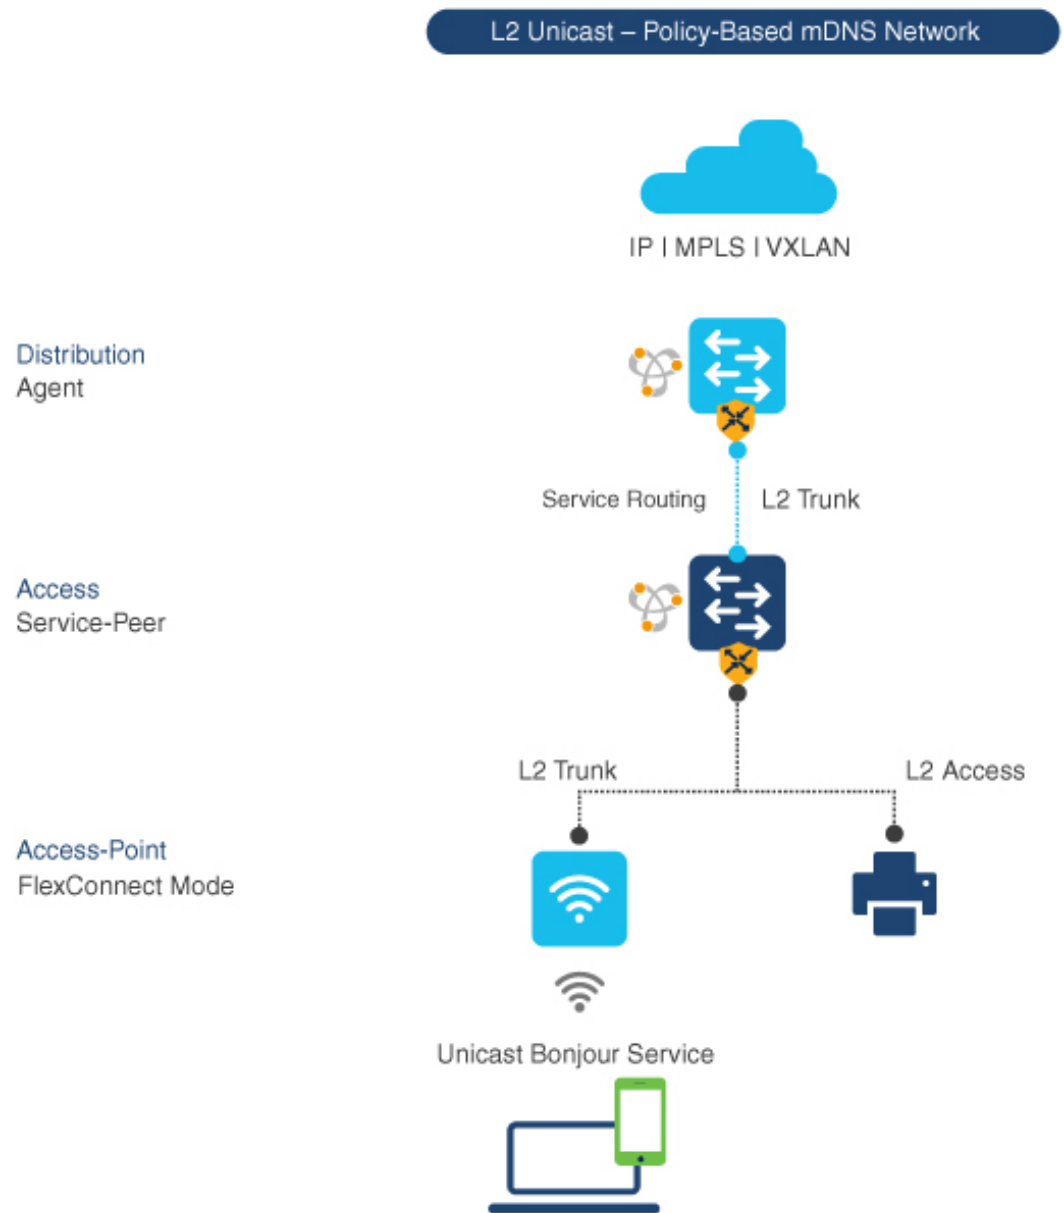 L2 Unicast – Policy-Based mDNS Network
IP | MPLS | VXLAN
Distribution
Agent
Service Routing
L2 Trunk
Access
Service-Peer
L2 Trunk
L2 Access
Access-Point
FlexConnect Mode
Unicast Bonjour Service